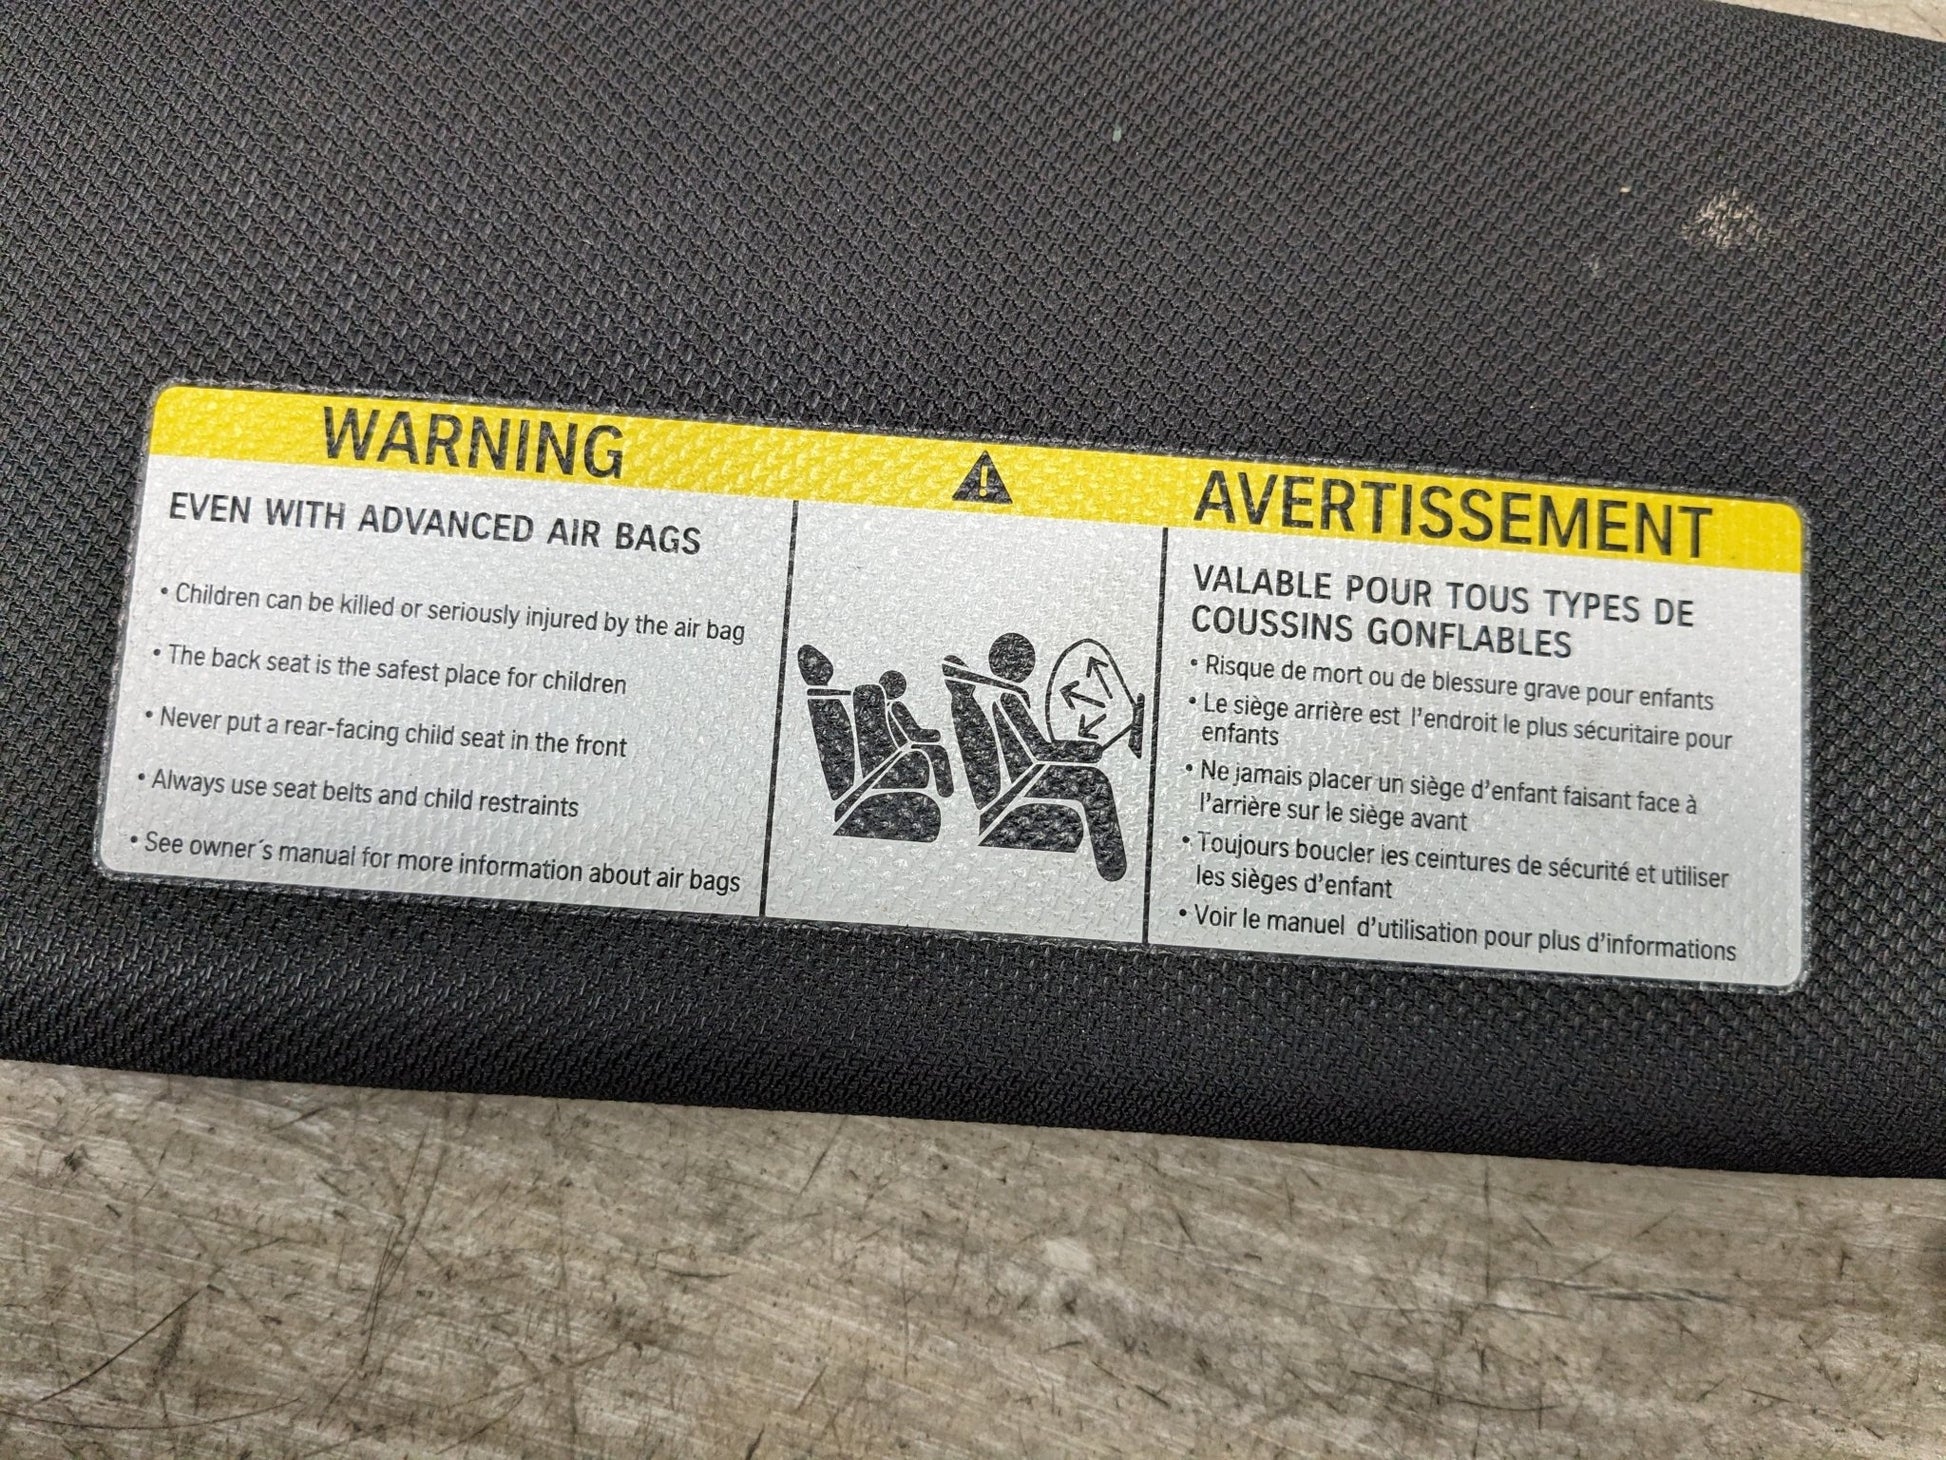 WARNING
EVEN WITH ADVANCED AIR BAGS
• Children can be killed or seriously injured by the air bag
• The back seat is the safest place for children
• Never put a rear-facing child seat in the front
• Always use seat belts and child restraints
• See owner´s manual for more information about air bags
AVERTISSEMENT
VALABLE POUR TOUS TYPES DE
COUSSINS GONFLABLES
• Risque de mort ou de blessure grave pour enfants
• Le siège arrière est l'endroit le plus sécuritaire pour
enfants
• Ne jamais placer un siège d'enfant faisant face à
l'arrière sur le siège avant
• Toujours boucler les ceintures de sécurité et utiliser
les sièges d'enfant
• Voir le manuel d'utilisation pour plus d'informations